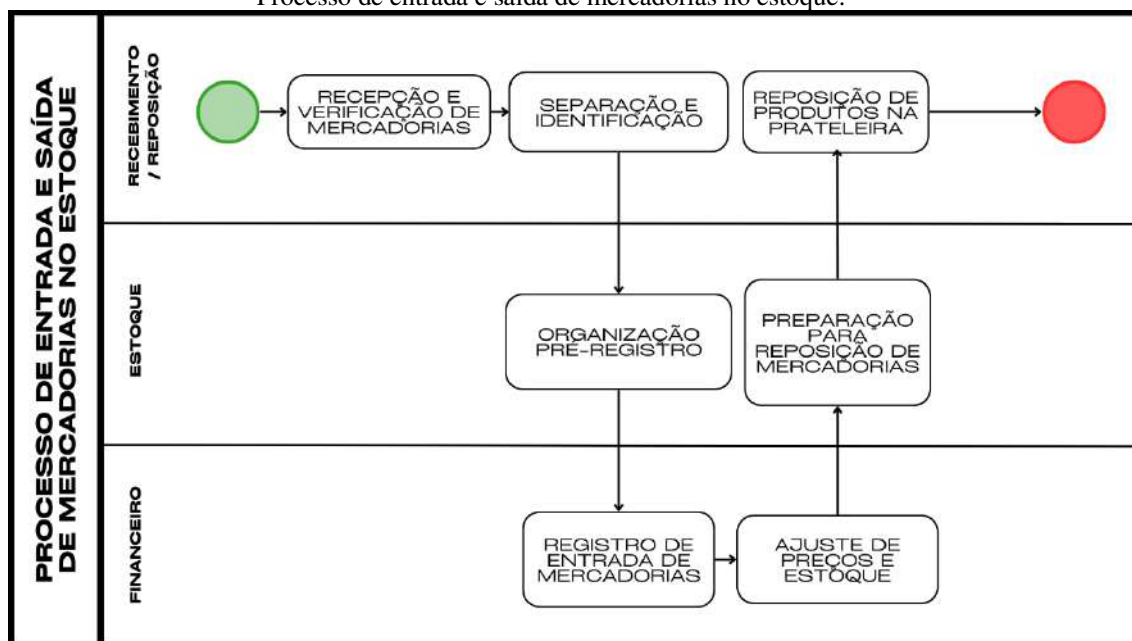 Processo de entrada e saída de mercadorias no estoque.
PROCESSO DE ENTRADA E SAÍDA
DE MERCADORIAS NO ESTOQUE
RECEBIMENTO
/ REPOSIÇÃO
RECEPÇÃO E
VERIFICAÇÃO DE
MERCADORIAS
SEPARAÇÃO E
IDENTIFICAÇÃO
REPOSIÇÃO DE
PRODUTOS NA
PRATELEIRA
ESTOQUE
ORGANIZAÇÃO
PRÉ-REGISTRO
PREPARAÇÃO
PARA
REPOSIÇÃO DE
MERCADORIAS
FINANCEIRO
REGISTRO DE
ENTRADA DE
MERCADORIAS
AJUSTE DE
PREÇOS E
ESTOQUE